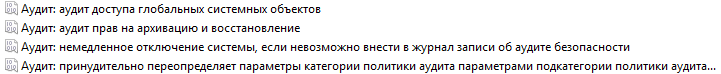 Аудит: аудит доступа глобальных системных объектов
Аудит: аудит прав на архивацию и восстановление
Аудит: немедленное отключение системы, если невозможно внести в журнал записи об аудите безопасности
Аудит: принудительно переопределяет параметры категории политики аудита параметрами подкатегории политики аудита...